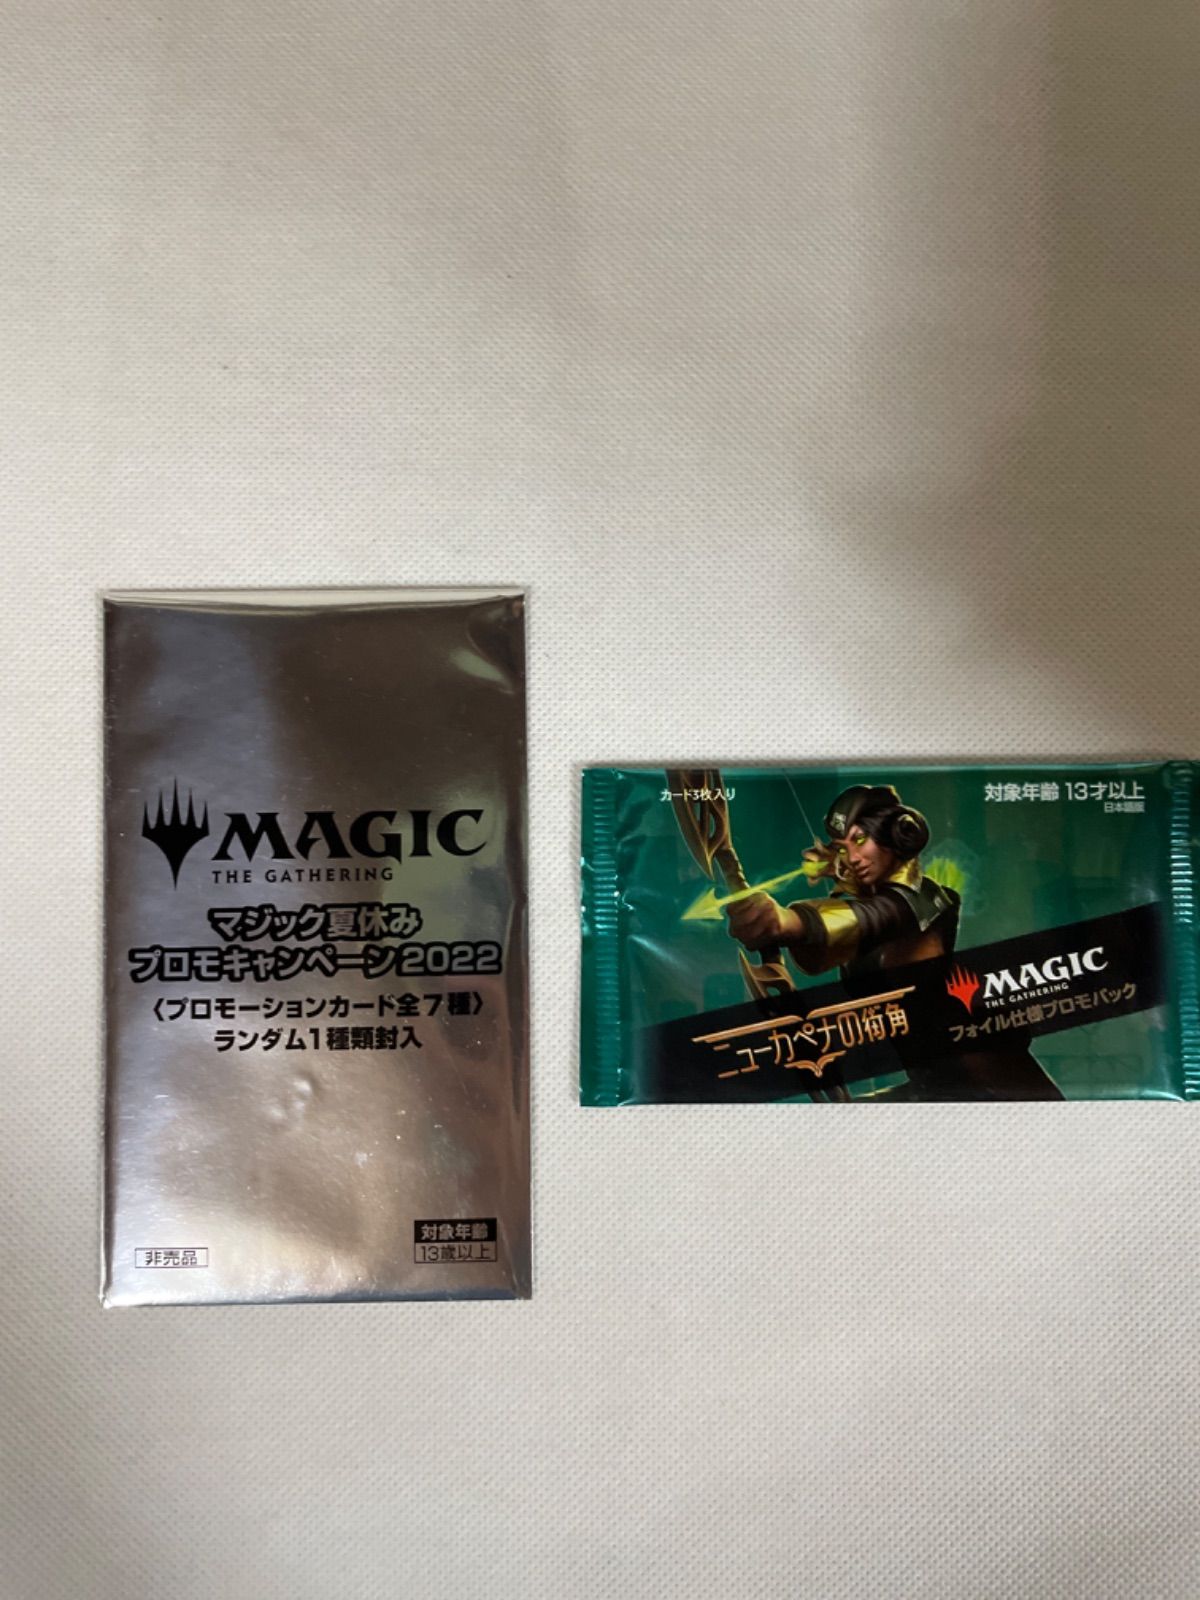 MAGIC
THE GATHERING
マジック夏休み
プロモキャンペーン2022
〈プロモーションカード全7種〉
ランダム1種類封入
非売品
対象年齢
13歳以上
カード3枚入り
対象年齢 13才以上
日本語版
ニューカペナの街角
MAGIC
THE GATHERING
フォイル仕様プロモパック